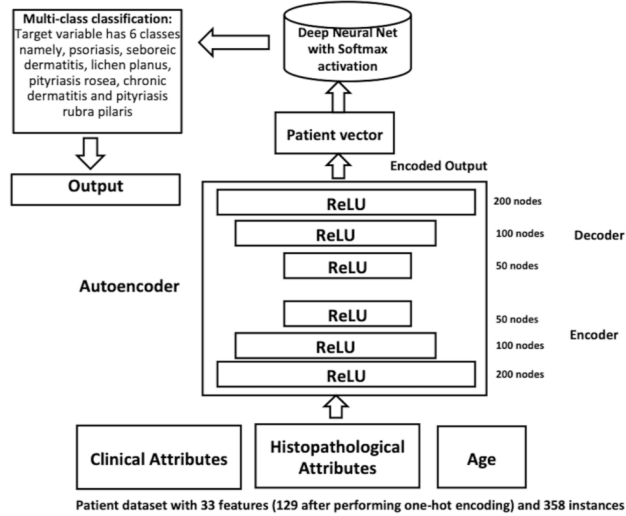 Multi-class classification:
Target variable has 6 classes
namely, psoriasis, seboreic
dermatitis, lichen planus,
pityriasis rosea, chronic
dermatitis and pityriasis
rubra pilaris
Deep Neural Net
with Softmax
activation
Patient vector
Output
Encoded Output
ReLU
200 nodes
ReLU
100 nodes
Decoder
ReLU
50 nodes
Autoencoder
ReLU
50 nodes
Encoder
ReLU
100 nodes
ReLU
200 nodes
Clinical Attributes
Histopathological
Attributes
Age
Patient dataset with 33 features (129 after performing one-hot encoding) and 358 instances